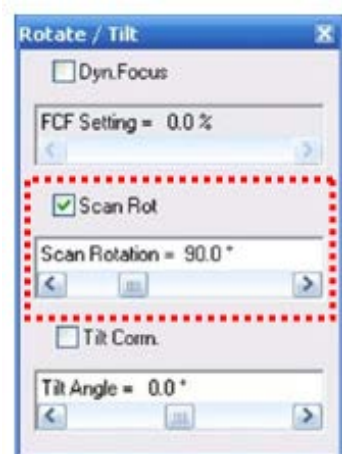 Rotate / Tilt
Dyn.Focus
FCF Setting = 0.0 %
Scan Rot
Scan Rotation = 90.0 °
Tilt Corrn.
Tilt Angle = 0.0 °